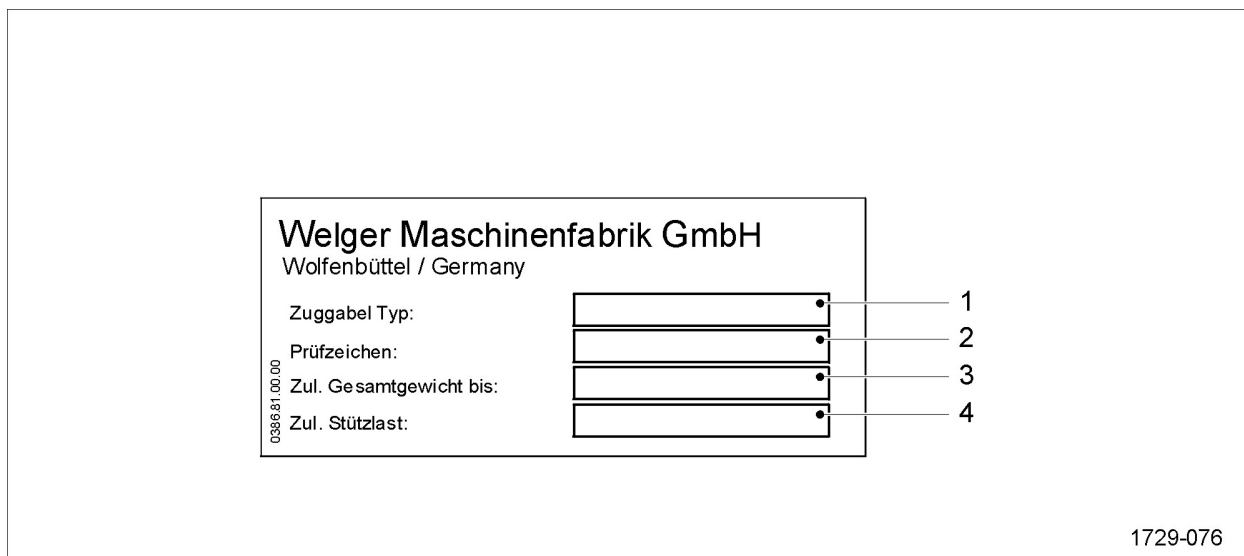 Welger Maschinenfabrik GmbH
Wolfenbüttel / Germany
Zuggabel Typ:
1
Prüfzeichen:
2
Zul. Gesamtgewicht bis:
3
Zul. Stützlast:
4
0386.81.00.00
1729-076